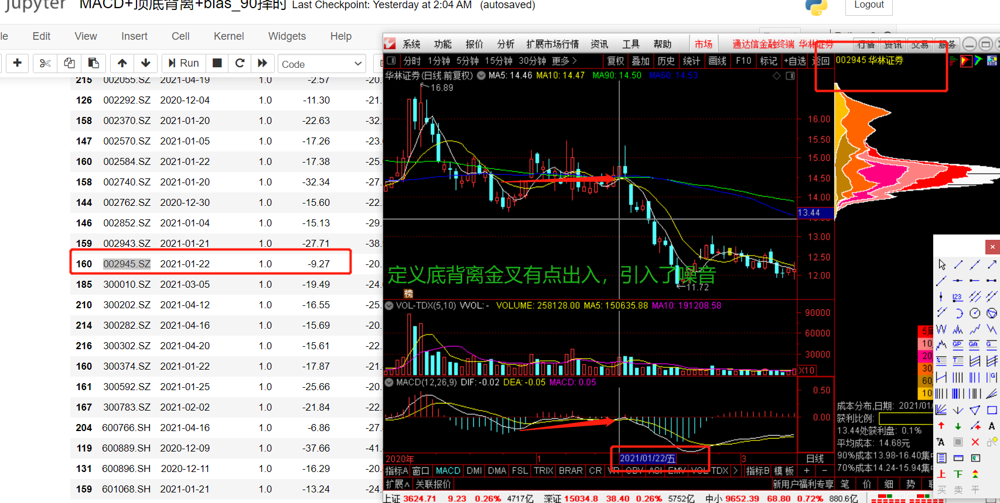 jupyter MACD+顶底背离+bias_90择时 Last Checkpoint: Yesterday at 2:04 AM (autosaved)
Logout
le Edit View Insert Cell Kernel Widgets Help
Run Code
215 002055.SZ 2021-04-19 1.0 -2.57 -20.
126 002292.SZ 2020-12-04 1.0 -11.30 -21.
158 002370.SZ 2021-01-20 1.0 -22.63 -32.
147 002570.SZ 2021-01-05 1.0 -17.26 -23.
160 002584.SZ 2021-01-22 1.0 -17.38 -25.
158 002740.SZ 2021-01-20 1.0 -32.34 -27.
144 002762.SZ 2020-12-30 1.0 -15.60 -22.
146 002852.SZ 2021-01-04 1.0 -15.13 -29.
159 002943.SZ 2021-01-21 1.0 -27.71 -38.
160 002945.SZ 2021-01-22 1.0 -9.27 -20.
185 300010.SZ 2021-03-05 1.0 -19.49 -24.
210 300202.SZ 2021-04-12 1.0 -16.55 -25.
214 300282.SZ 2021-04-16 1.0 -15.69 -20.
216 300302.SZ 2021-04-20 1.0 -15.61 -22.
160 300374.SZ 2021-01-22 1.0 -17.87 -21.
161 300592.SZ 2021-01-25 1.0 -25.66 -20.
167 300783.SZ 2021-02-02 1.0 -21.84 -22.
204 600766.SH 2021-04-16 1.0 -6.86 -27.
119 600889.SH 2020-12-09 1.0 -37.66 -41.
131 600896.SH 2020-12-11 1.0 -16.29 -20.
159 601068.SH 2021-01-21 1.0 -13.24 -24.
系统 功能 报价 分析 扩展市场行情 资讯 工具 帮助 市场 通达信金融终端 华林证券 行情 资讯 交易 服务
分时 1分钟 5分钟 15分钟 30分钟 更多 复权 叠加 历史 统计 画线 F10 标记 +自选 返回 002945 华林证券
华林证券(日线.前复权) MA5: 14.46 MA10: 14.47 MA90: 14.50 MA60: 14.53
16.89
16.00
15.50
15.00
14.50
14.00
13.44
13.00
12.50
12.00
定义底背离金叉有点出入，引入了噪音
11.72
榜
VOL-TDX(5,10) VVOL: - VOLUME: 258128.00 MA5: 150635.88 MA10: 191208.58
90000
60000
30000
X10
MACD(12,26,9) DIF: -0.02 DEA: -0.05 MACD: 0.05
0.50
0.00
2020年 1 2021/01/22/五 3 日线
指标A 窗口 MACD DMI DMA FSL TRIX BRAR CR VR OBV ASI EMV VOL-TDX 指标B 模板 + −
扩展∧ 关联报价 新用户福利专享 笔 价 细 势
上证 3624.71 9.23 0.26% 4717亿 深证 15034.8 38.40 0.26% 5752亿 中小 9652.39 68.80 0.72% 880.6亿
5周
10
20
30
60
10
成本分布,日期: 2021/01/
获利比例:
13.44处获利盘: 0.1%
平均成本: 14.68元
90%成本13.98-16.40集中
70%成本14.24-15.94集中
123
GP GA G
A
A
上 下
买 卖 平